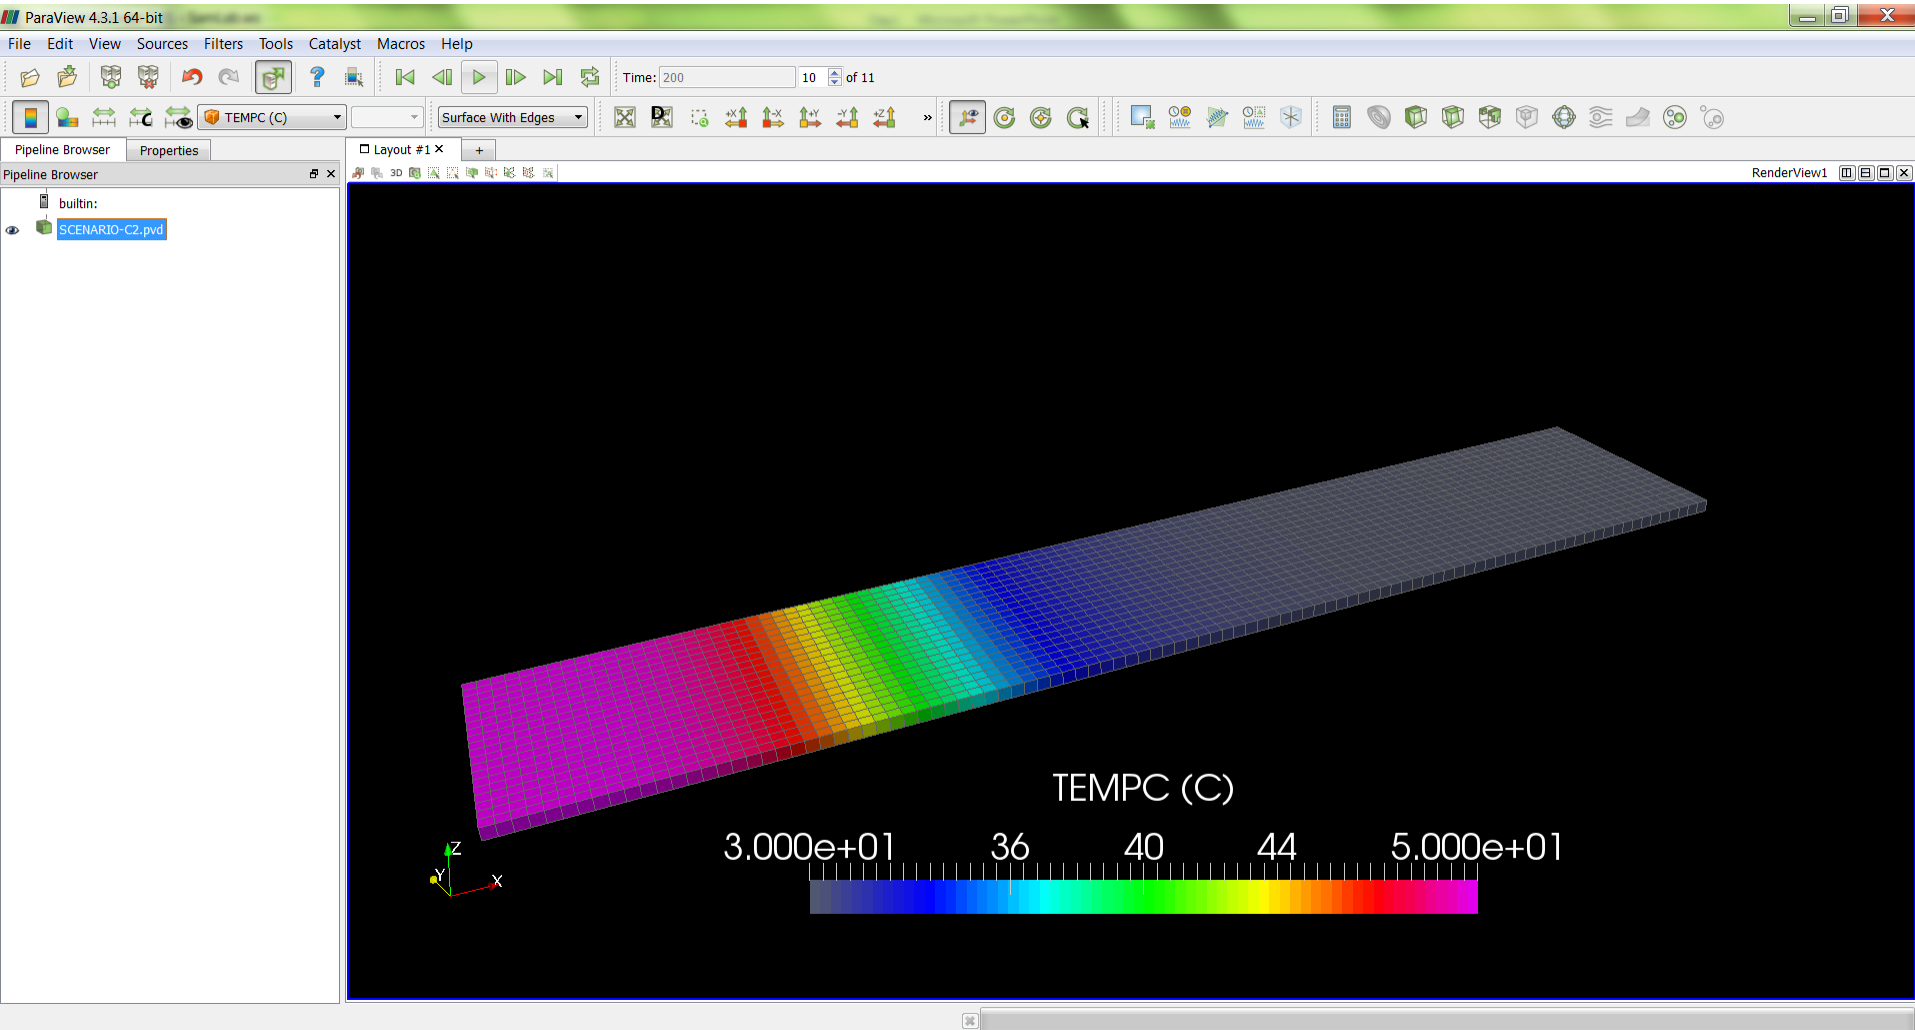 ParaView 4.3.1 64-bit
File Edit View Sources Filters Tools Catalyst Macros Help
Time: 200 10 of 11
TEMPC (C) Surface With Edges D +X -X +Y -Y +Z »
Pipeline Browser Properties Layout #1 +
Pipeline Browser 3D RenderView1
builtin:
SCENARIO-C2.pvd
TEMPC (C)
3.000e+01 36 40 44 5.000e+01
Z
Y X